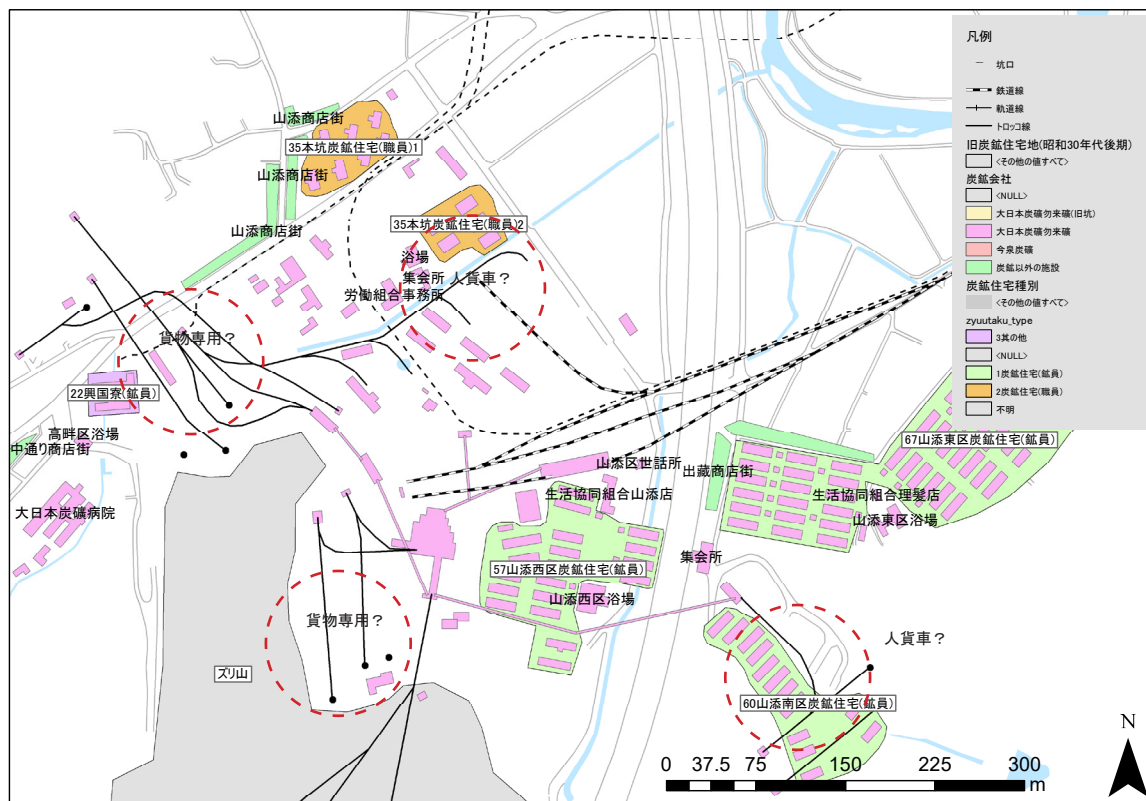 凡例
坑口
鉄道線
軌道線
トロッコ線
旧炭鉱住宅地(昭和30年代後期)
<その他の値すべて>
炭鉱会社
<NULL>
大日本炭礦勿来礦(旧坑)
大日本炭礦勿来礦
今泉炭礦
炭鉱以外の施設
炭鉱住宅種別
<その他の値すべて>
zyuutaku_type
3其の他
<NULL>
1炭鉱住宅(鉱員)
2炭鉱住宅(職員)
不明
山添商店街
35本坑炭鉱住宅(職員)1
山添商店街
山添商店街
35本坑炭鉱住宅(職員)2
浴場
集会所
人貨車？
労働組合事務所
貨物専用？
22興国寮(鉱員)
高畔区浴場
中通り商店街
大日本炭礦病院
山添区世話所
出蔵商店街
67山添東区炭鉱住宅(鉱員)
生活協同組合山添店
生活協同組合理髪店
山添東区浴場
集会所
57山添西区炭鉱住宅(鉱員)
山添西区浴場
貨物専用？
人貨車？
ズリ山
60山添南区炭鉱住宅(鉱員)
N
0 37.5 75 150 225 300
m